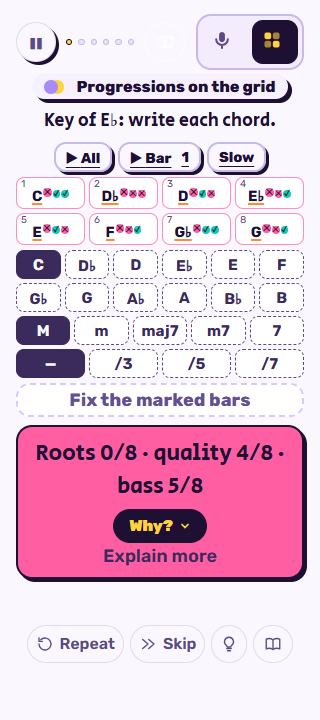 Progressions on the grid
Key of E♭: write each chord.
▶ All ▶ Bar 1 Slow
1 C 2 D♭ 3 D 4 E♭
5 E 6 F 7 G♭ 8 G
C D♭ D E♭ E F
G♭ G A♭ A B♭ B
M m maj7 m7 7
– /3 /5 /7
Fix the marked bars
Roots 0/8 · quality 4/8 ·
bass 5/8
Why?
Explain more
Repeat Skip